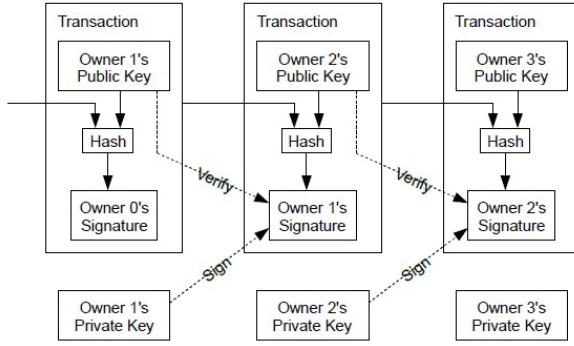 Transaction
Owner 1's
Public Key
Hash
Owner 0's
Signature
Transaction
Owner 2's
Public Key
Hash
Verify
Owner 1's
Signature
Transaction
Owner 3's
Public Key
Hash
Verify
Owner 2's
Signature
Sign
Sign
Owner 1's
Private Key
Owner 2's
Private Key
Owner 3's
Private Key